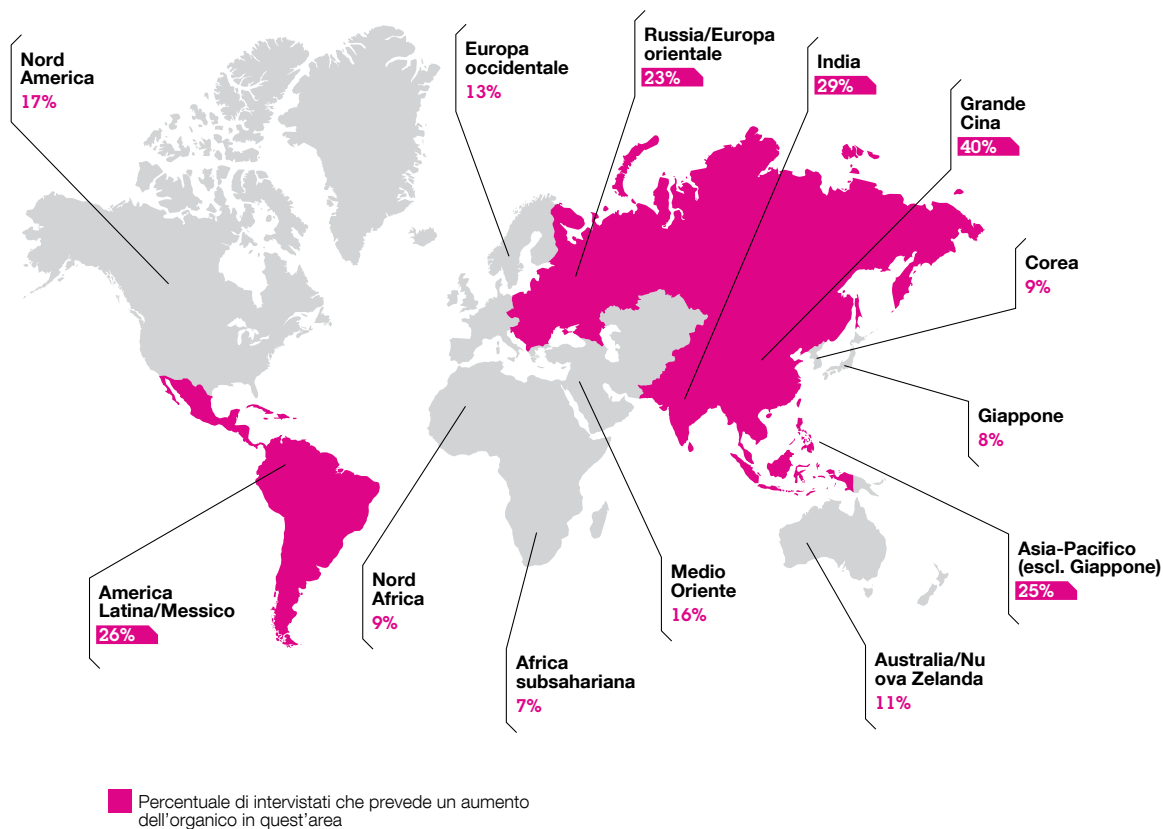 Nord
America
17%
Europa
occidentale
13%
Russia/Europa
orientale
23%
India
29%
Grande
Cina
40%
Corea
9%
Giappone
8%
Asia-Pacifico
(escl. Giappone)
25%
America
Latina/Messico
26%
Nord
Africa
9%
Africa
subsahariana
7%
Medio
Oriente
16%
Australia/Nu
ova Zelanda
11%
Percentuale di intervistati che prevede un aumento
dell'organico in quest'area